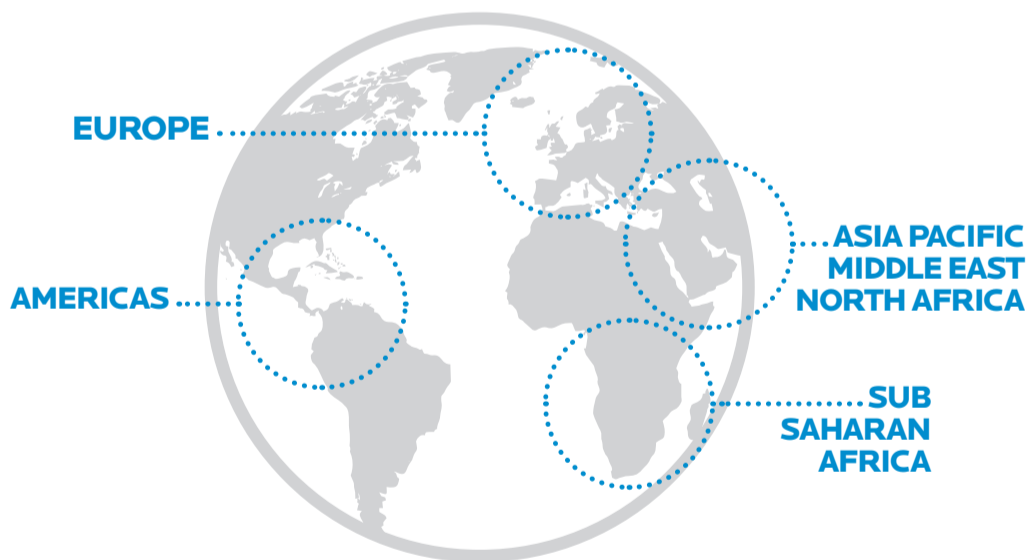 EUROPE
AMERICAS
ASIA PACIFIC
MIDDLE EAST
NORTH AFRICA
SUB
SAHARAN
AFRICA